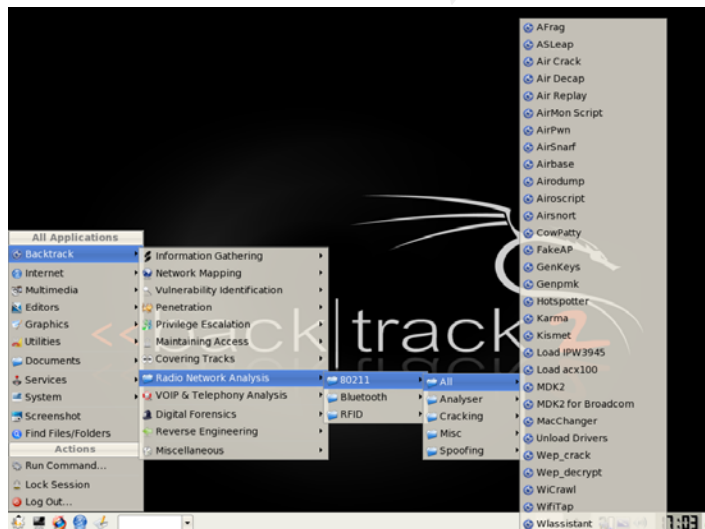 All Applications
Backtrack
Internet
Multimedia
Editors
Graphics
Utilities
Documents
Services
System
Screenshot
Find Files/Folders
Actions
Run Command...
Lock Session
Log Out...
Information Gathering
Network Mapping
Vulnerability Identification
Penetration
Privilege Escalation
Maintaining Access
Covering Tracks
Radio Network Analysis
VOIP & Telephony Analysis
Digital Forensics
Reverse Engineering
Miscellaneous
80211
Bluetooth
RFID
All
Analyser
Cracking
Misc
Spoofing
AFrag
ASLeap
Air Crack
Air Decap
Air Replay
AirMon Script
AirPwn
AirSnarf
Airbase
Airodump
Airoscript
Airsnort
CowPatty
FakeAP
GenKeys
Genpmk
Hotspotter
Karma
Kismet
Load IPW3945
Load acx100
MDK2
MDK2 for Broadcom
MacChanger
Unload Drivers
Wep_crack
Wep_decrypt
WiCrawl
WifiTap
Wlassistant
<<back|track 2